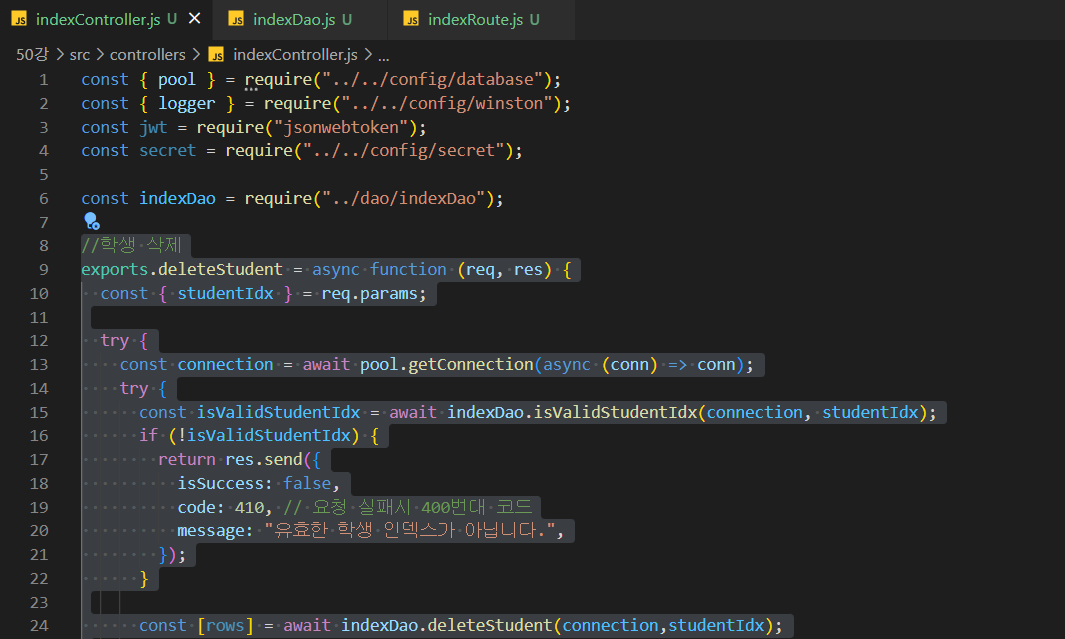 JS indexController.js U ✕ JS indexDao.js U JS indexRoute.js U
50강 > src > controllers > JS indexController.js > ...
1 const { pool } = require("../../config/database");
2 const { logger } = require("../../config/winston");
3 const jwt = require("jsonwebtoken");
4 const secret = require("../../config/secret");
5
6 const indexDao = require("../dao/indexDao");
7
8 //학생 삭제
9 exports.deleteStudent = async function (req, res) {
10   const { studentIdx } = req.params;
11
12   try {
13     const connection = await pool.getConnection(async (conn) => conn);
14     try {
15       const isValidStudentIdx = await indexDao.isValidStudentIdx(connection, studentIdx);
16       if (!isValidStudentIdx) {
17         return res.send({
18           isSuccess: false,
19           code: 410, // 요청 실패시 400번대 코드
20           message: "유효한 학생 인덱스가 아닙니다.",
21         });
22       }
23
24       const [rows] = await indexDao.deleteStudent(connection,studentIdx);